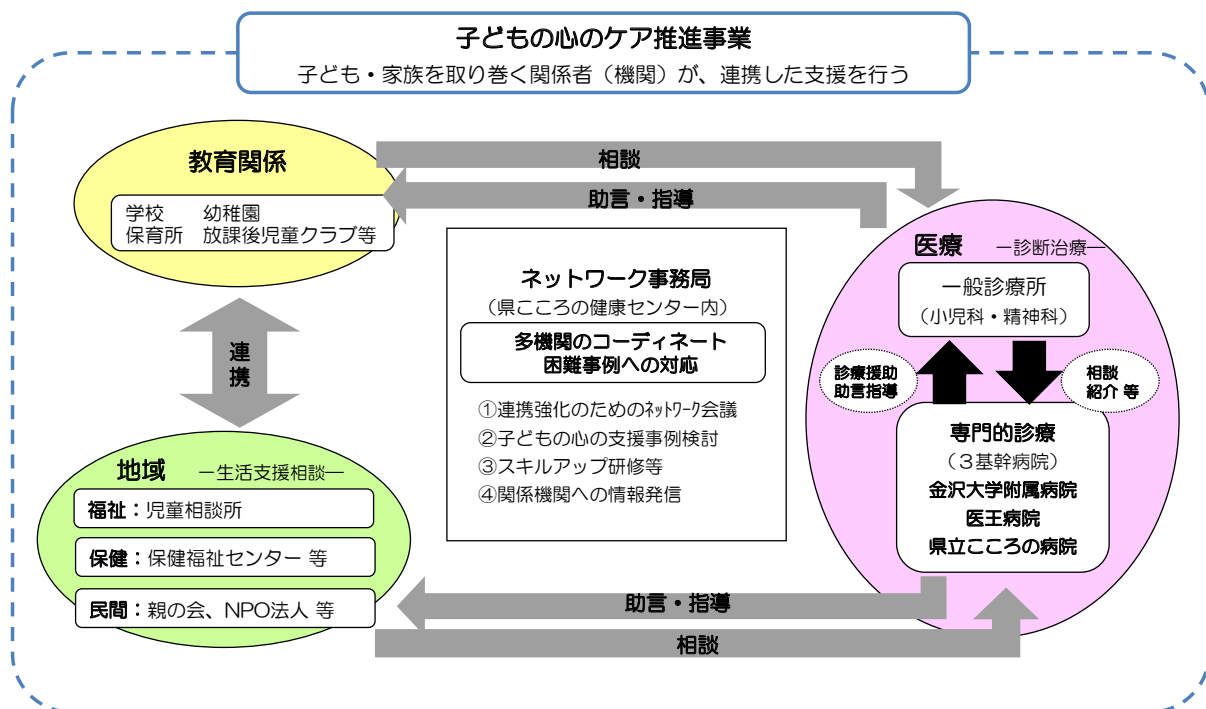 子どもの心のケア推進事業
子ども・家族を取り巻く関係者（機関）が、連携した支援を行う
教育関係
学校　　幼稚園
保育所　放課後児童クラブ等
相談
助言・指導
連携
ネットワーク事務局
（県こころの健康センター内）
多機関のコーディネート
困難事例への対応
①連携強化のためのﾈｯﾄﾜｰｸ会議
②子どもの心の支援事例検討
③スキルアップ研修等
④関係機関への情報発信
医療　―診断治療―
一般診療所
（小児科・精神科）
診療援助
助言指導
相談
紹介 等
専門的診療
（３基幹病院）
金沢大学附属病院
医王病院
県立こころの病院
地域　―生活支援相談―
福祉：児童相談所
保健：保健福祉センター 等
民間：親の会、NPO法人 等
助言・指導
相談